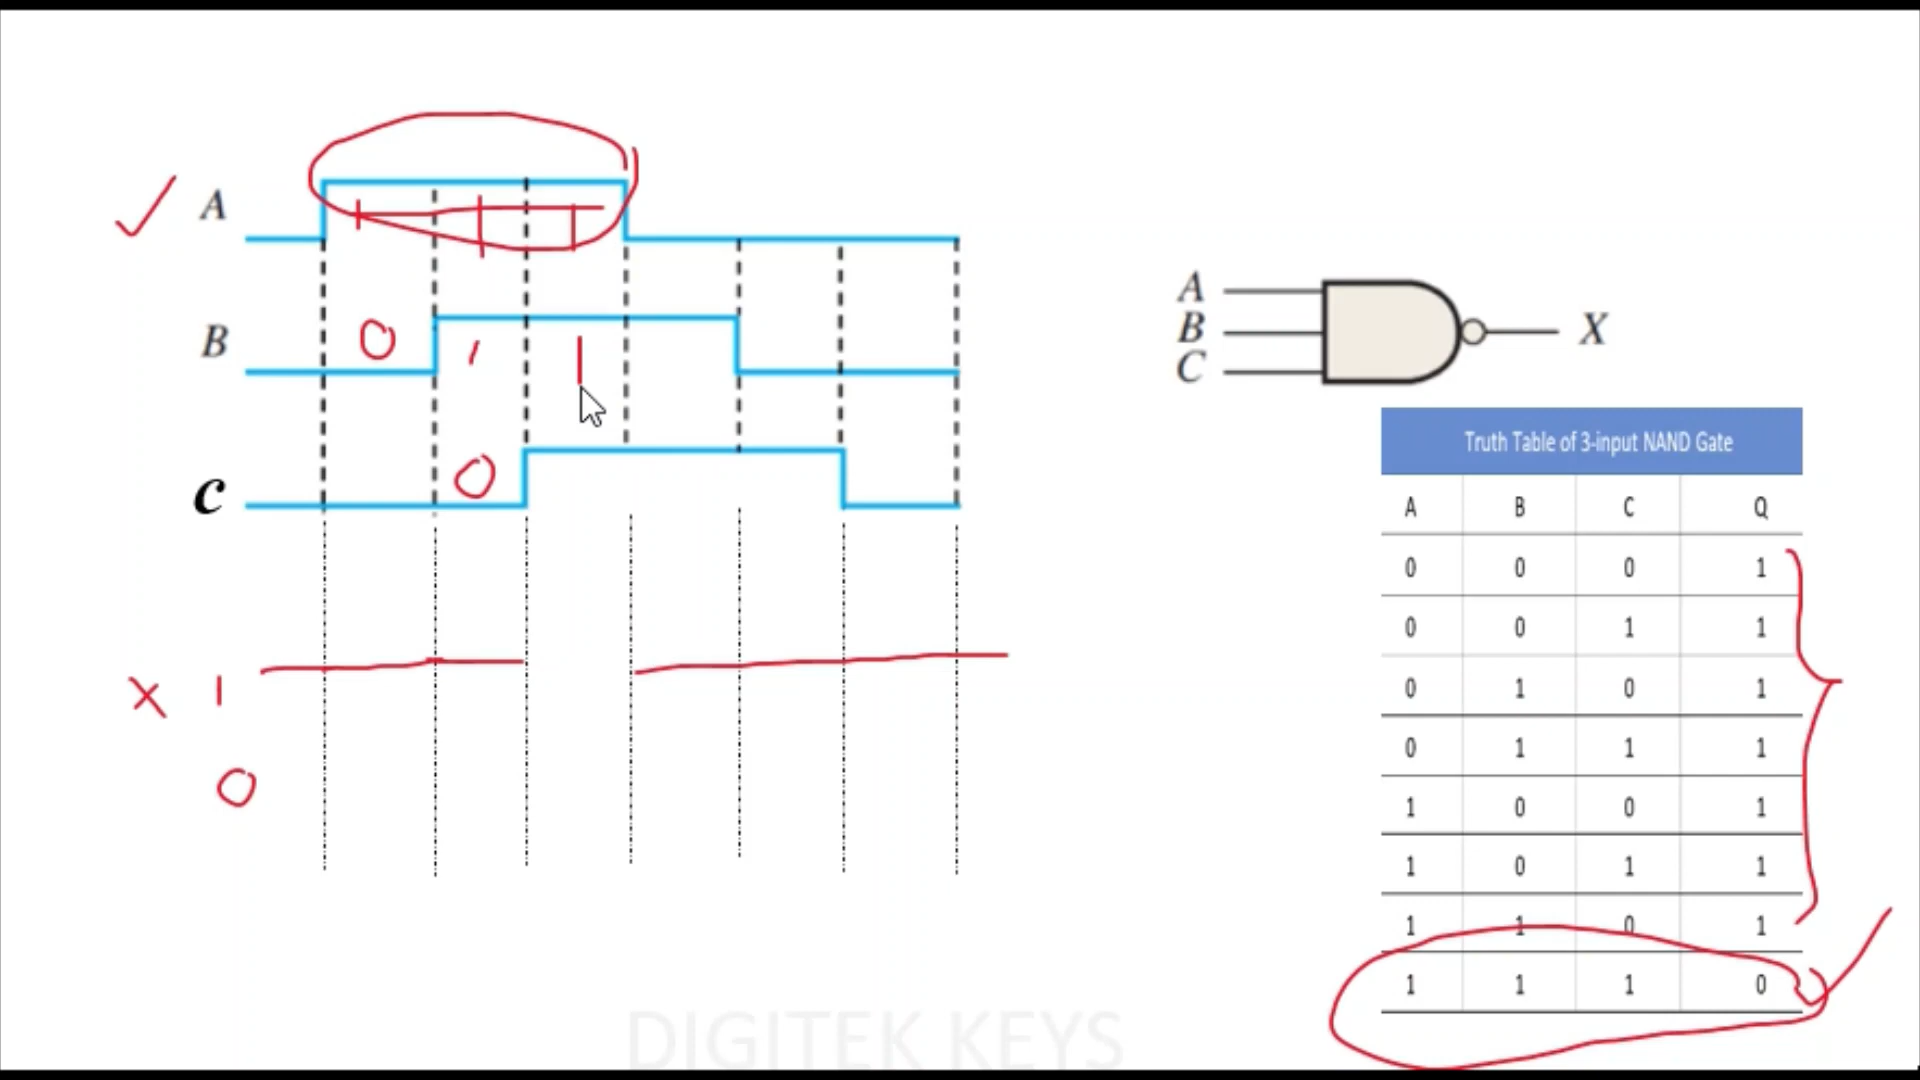 A
B
0 1 1
C
0
X 1
0
A
B
C
X
Truth Table of 3-input NAND Gate
A B C Q
0 0 0 1
0 0 1 1
0 1 0 1
0 1 1 1
1 0 0 1
1 0 1 1
1 1 0 1
1 1 1 0
DIGITEK KEYS